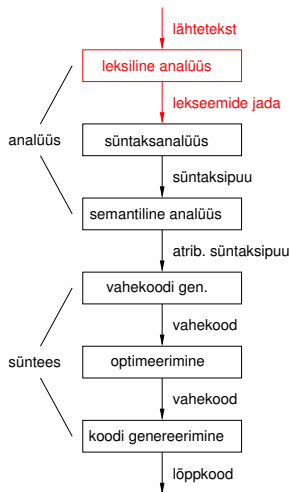 lähtetekst
leksiline analüüs
lekseemide jada
analüüs
süntaksanalüüs
süntaksipuu
semantiline analüüs
atrib. süntaksipuu
vahekoodi gen.
vahekood
süntees
optimeerimine
vahekood
koodi genereerimine
lõppkood